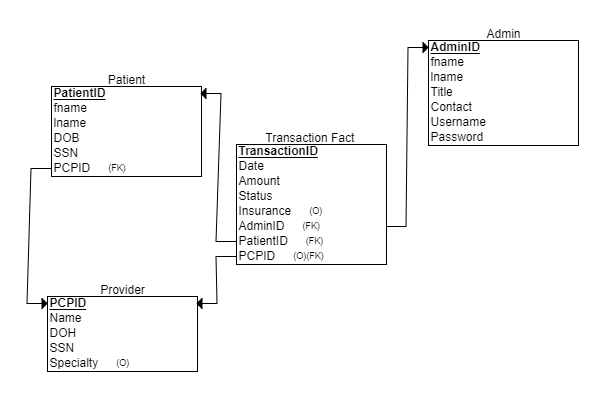 Admin
AdminID
fname
lname
Title
Contact
Username
Password
Patient
PatientID
fname
lname
DOB
SSN
PCPID (FK)
Transaction Fact
TransactionID
Date
Amount
Status
Insurance (O)
AdminID (FK)
PatientID (FK)
PCPID (O)(FK)
Provider
PCPID
Name
DOH
SSN
Specialty (O)